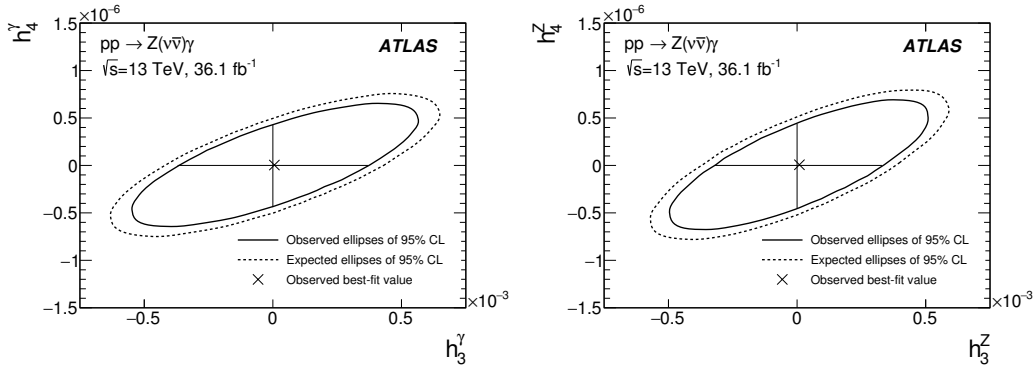 ×10⁻⁶
h₄^γ
1.5
1
0.5
0
−0.5
−1
−1.5
pp → Z(νν̄)γ
ATLAS
√s=13 TeV, 36.1 fb⁻¹
Observed ellipses of 95% CL
Expected ellipses of 95% CL
Observed best-fit value
−0.5
0
0.5
×10⁻³
h₃^γ
×10⁻⁶
h₄^Z
1.5
1
0.5
0
−0.5
−1
−1.5
pp → Z(νν̄)γ
ATLAS
√s=13 TeV, 36.1 fb⁻¹
Observed ellipses of 95% CL
Expected ellipses of 95% CL
Observed best-fit value
−0.5
0
0.5
×10⁻³
h₃^Z